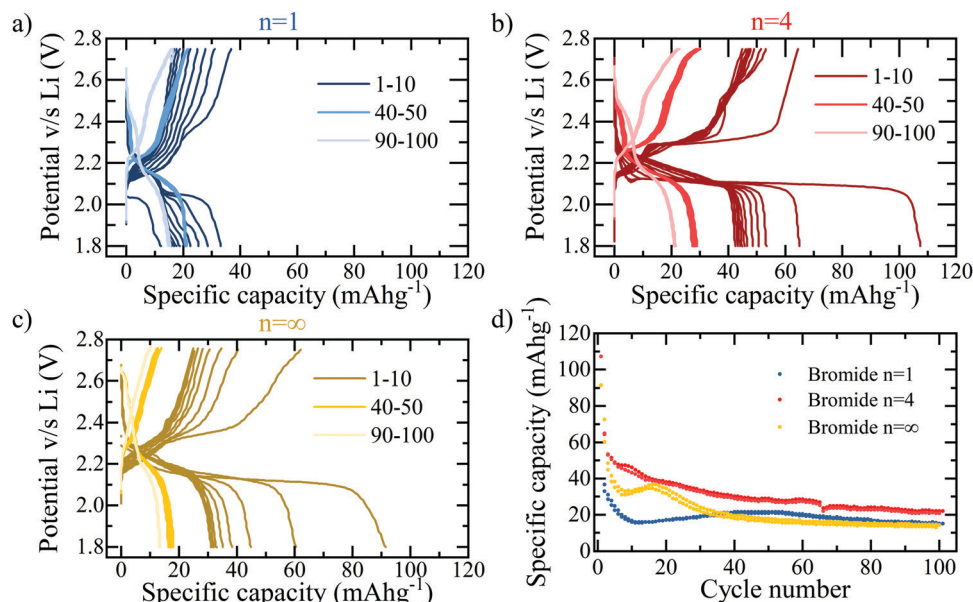 a)
n=1
Potential v/s Li (V)
2.8
2.6
2.4
2.2
2.0
1.8
1-10
40-50
90-100
0 20 40 60 80 100 120
Specific capacity (mAhg⁻¹)
b)
n=4
Potential v/s Li (V)
2.8
2.6
2.4
2.2
2.0
1.8
1-10
40-50
90-100
0 20 40 60 80 100 120
Specific capacity (mAhg⁻¹)
c)
n=∞
Potential v/s Li (V)
2.8
2.6
2.4
2.2
2.0
1.8
1-10
40-50
90-100
0 20 40 60 80 100 120
Specific capacity (mAhg⁻¹)
d)
Specific capacity (mAhg⁻¹)
120
100
80
60
40
20
0
Bromide n=1
Bromide n=4
Bromide n=∞
0 20 40 60 80 100
Cycle number